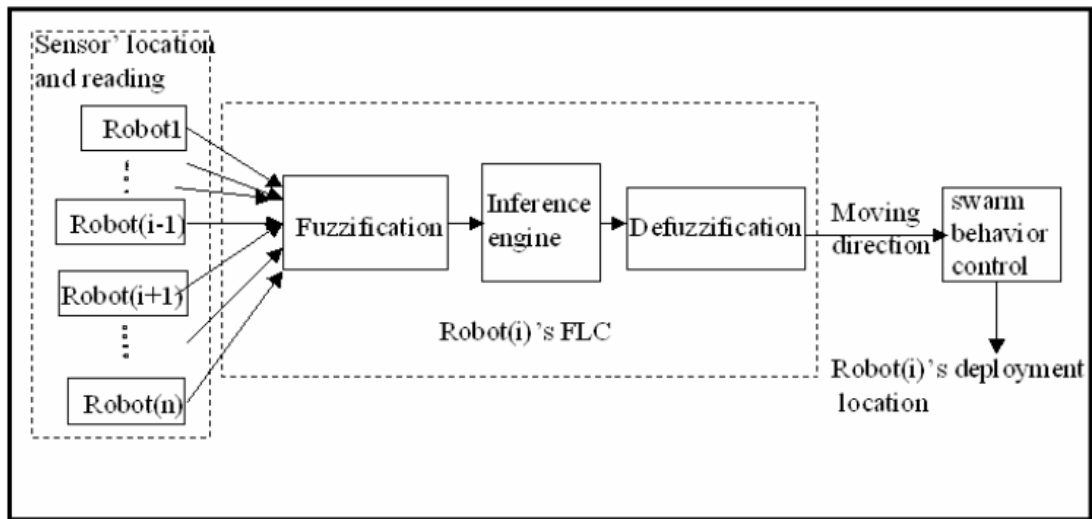 Sensor' location
and reading
Robot1
Robot(i-1)
Robot(i+1)
Robot(n)
Fuzzification
Inference
engine
Defuzzification
Robot(i)'s FLC
Moving
direction
swarm
behavior
control
Robot(i)'s deployment
location